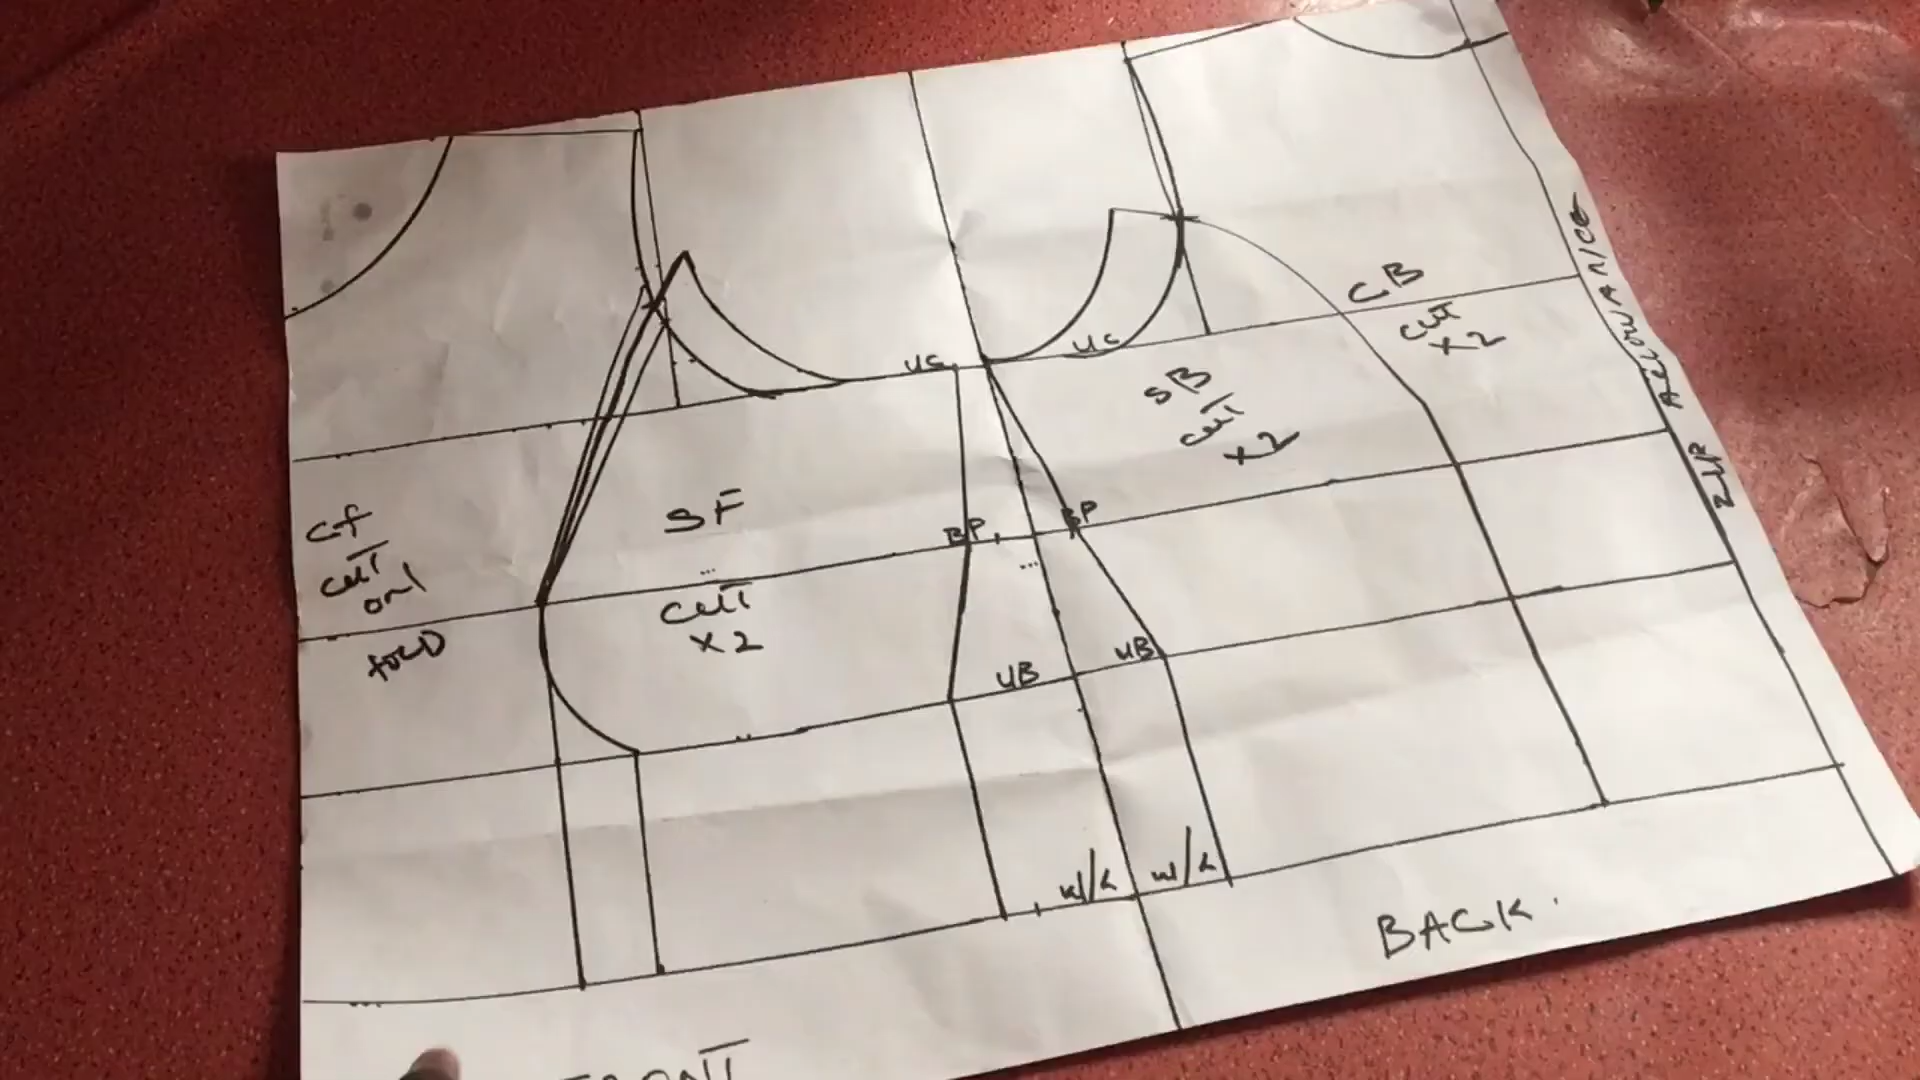 UC
UC
CB
CUT
X2
ALLOWANCE
ZIP
SB
CUT
X2
CF
CUT
ON
FOLD
SF
CUT
X2
BP
BP
UB
UB
W/L
W/L
BACK.
FRONT